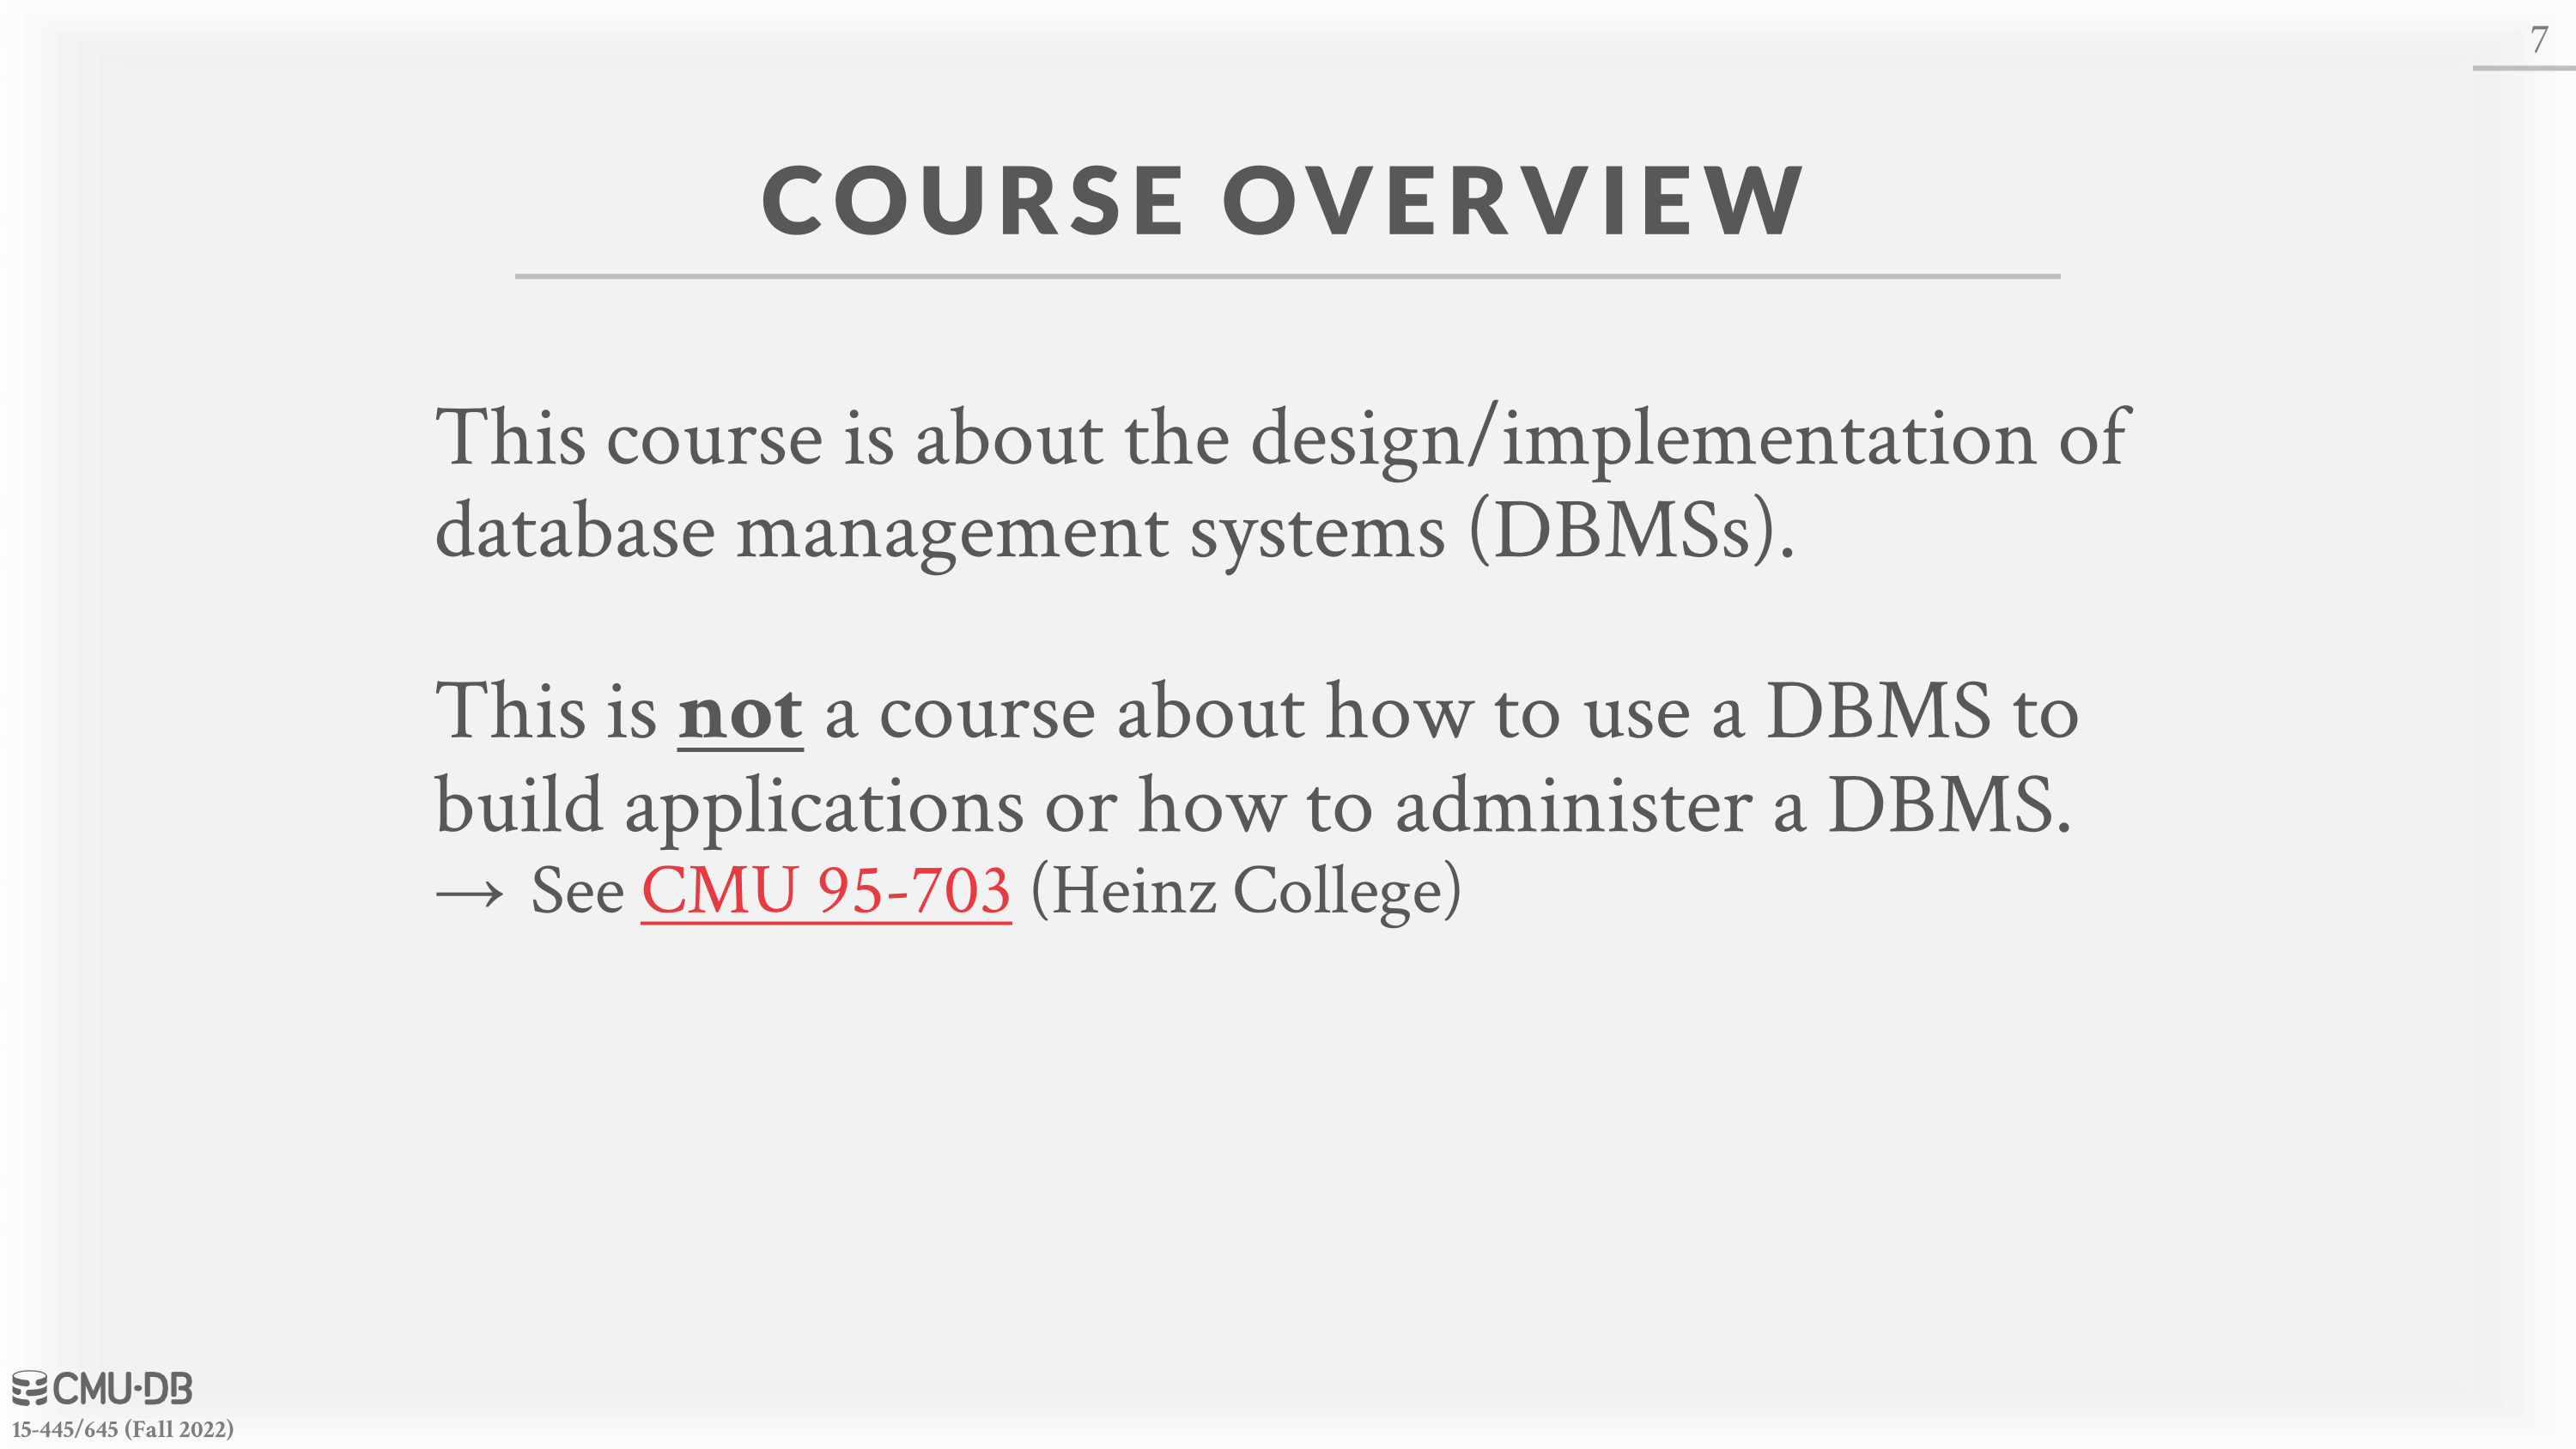 7
COURSE OVERVIEW
This course is about the design/implementation of
database management systems (DBMSs).
This is not a course about how to use a DBMS to
build applications or how to administer a DBMS.
→ See CMU 95-703 (Heinz College)
CMU·DB
15-445/645 (Fall 2022)